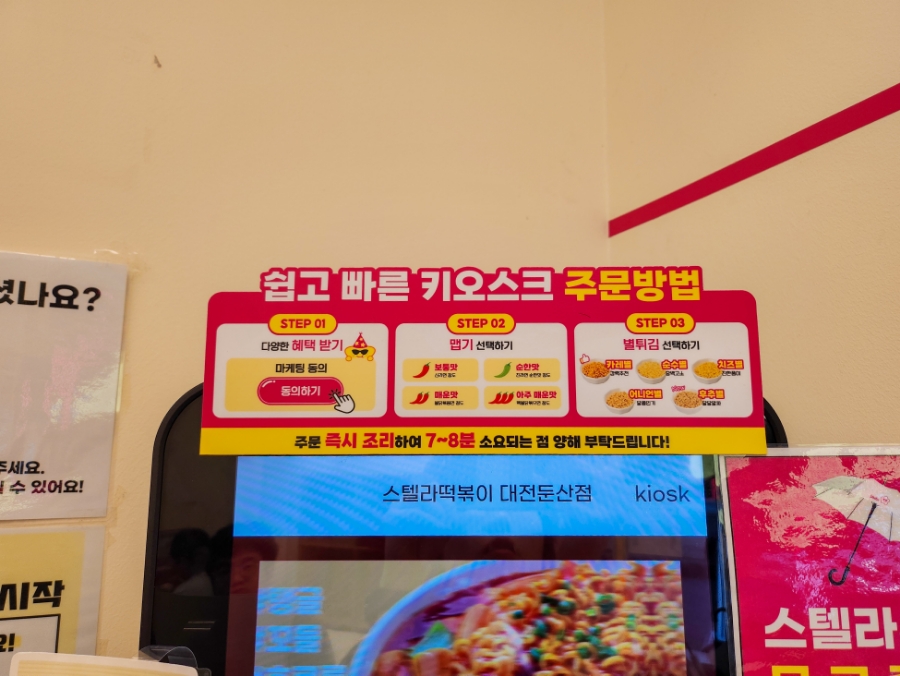 셨나요?
주세요.
수 있어요!
시작
쉽고 빠른 키오스크 주문방법
STEP 01
다양한 혜택 받기
마케팅 동의
동의하기
STEP 02
맵기 선택하기
보통맛
신라면 정도
순한맛
매운맛
아주 매운맛
STEP 03
별튀김 선택하기
카레별
순수별
치즈별
어니언별
후추별
주문 즉시 조리하여 7~8분 소요되는 점 양해 부탁드립니다!
스텔라떡볶이 대전둔산점
kiosk
스텔라